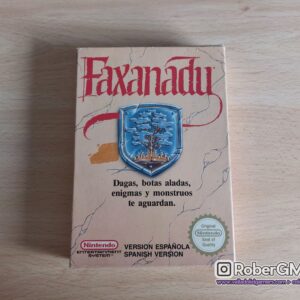 Faxanadu
Dagas, botas aladas,
enigmas y monstruos
te aguardan.
Original
Nintendo
Seal of
Quality
Nintendo
ENTERTAINMENT
SYSTEM
VERSION ESPAÑOLA
SPANISH VERSION
RoberGM